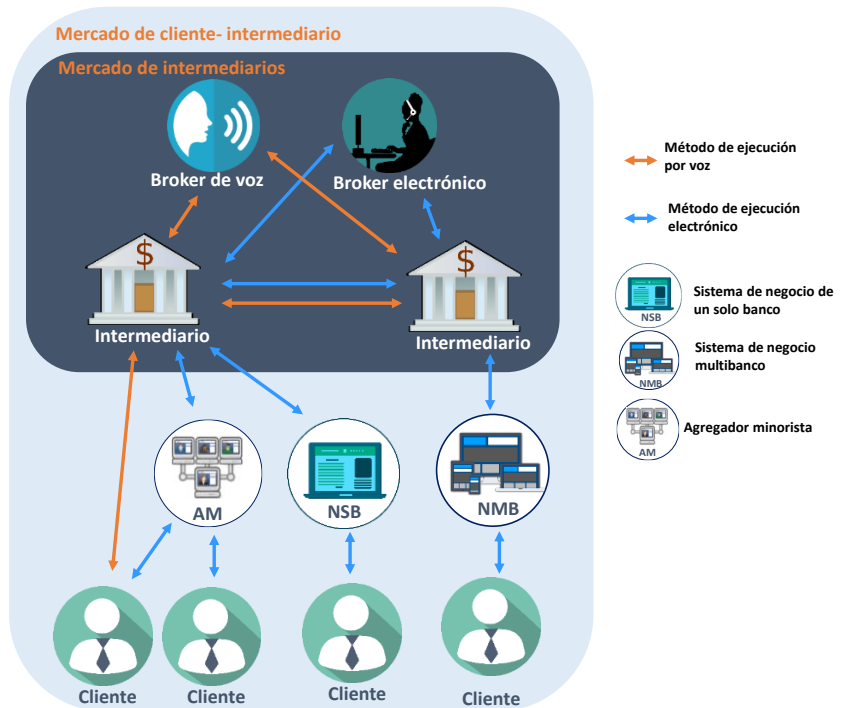 Mercado de cliente- intermediario
Mercado de intermediarios
Broker de voz
Broker electrónico
$
$
Intermediario
Intermediario
AM
NSB
NMB
Cliente
Cliente
Cliente
Cliente
Método de ejecución
por voz
Método de ejecución
electrónico
NSB
Sistema de negocio de
un solo banco
NMB
Sistema de negocio
multibanco
AM
Agregador minorista